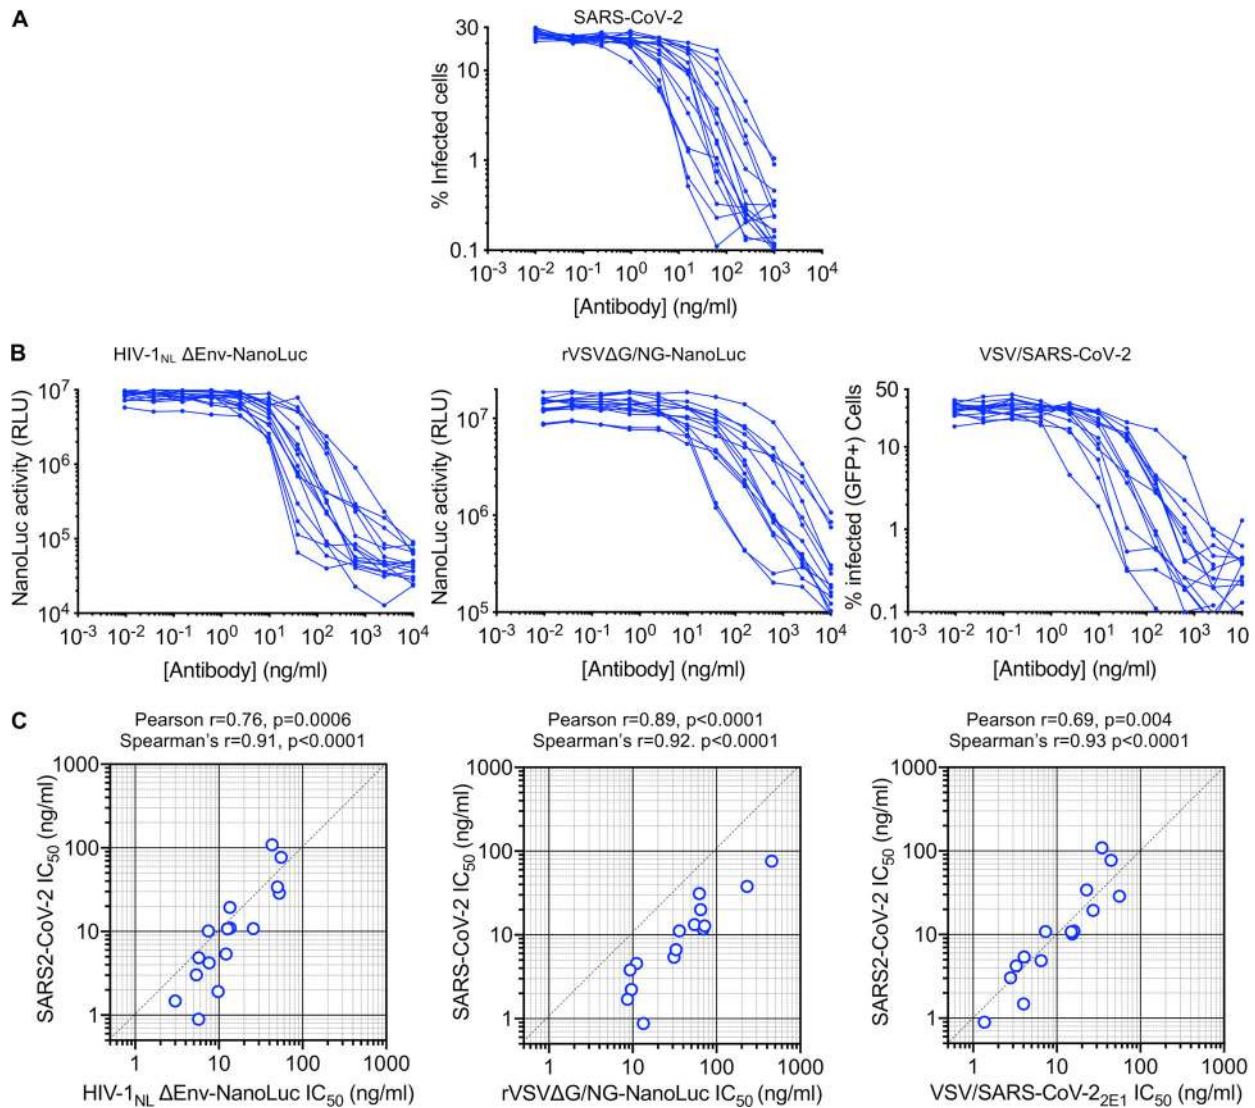 A
SARS-CoV-2
30
10
1
0.1
% Infected cells
10-3 10-2 10-1 100 101 102 103 104
[Antibody] (ng/ml)
B
HIV-1NL ΔEnv-NanoLuc
rVSVΔG/NG-NanoLuc
VSV/SARS-CoV-2
107
106
105
104
NanoLuc activity (RLU)
10-3 10-2 10-1 100 101 102 103 104
[Antibody] (ng/ml)
107
106
105
NanoLuc activity (RLU)
10-3 10-2 10-1 100 101 102 103 104
[Antibody] (ng/ml)
50
10
1
0.1
% infected (GFP+) Cells
10-3 10-2 10-1 100 101 102 103 10
[Antibody] (ng/ml)
C
Pearson r=0.76, p=0.0006
Spearman's r=0.91, p<0.0001
1000
100
10
1
SARS2-CoV-2 IC50 (ng/ml)
1 10 100 1000
HIV-1NL ΔEnv-NanoLuc IC50 (ng/ml)
Pearson r=0.89, p<0.0001
Spearman's r=0.92. p<0.0001
1000
100
10
1
SARS-CoV-2 IC50 (ng/ml)
1 10 100 1000
rVSVΔG/NG-NanoLuc IC50 (ng/ml)
Pearson r=0.69, p=0.004
Spearman's r=0.93 p<0.0001
1000
100
10
1
SARS2-CoV-2 IC50 (ng/ml)
1 10 100 1000
VSV/SARS-CoV-22E1 IC50 (ng/ml)